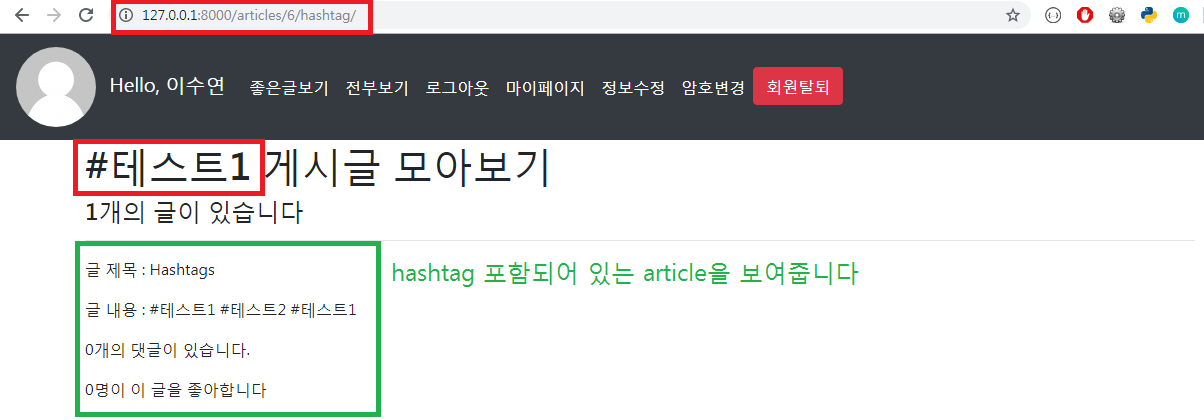 127.0.0.1:8000/articles/6/hashtag/
Hello, 이수연 좋은글보기 전부보기 로그아웃 마이페이지 정보수정 암호변경 회원탈퇴
#테스트1 게시글 모아보기
1개의 글이 있습니다
글 제목 : Hashtags
hashtag 포함되어 있는 article을 보여줍니다
글 내용 : #테스트1 #테스트2 #테스트1
0개의 댓글이 있습니다.
0명이 이 글을 좋아합니다